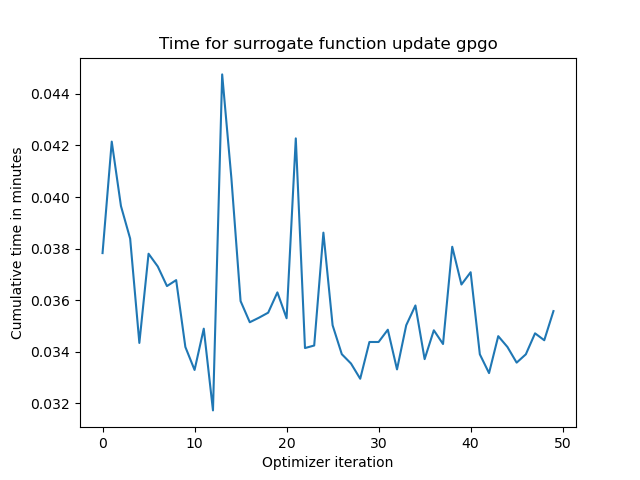 Time for surrogate function update gpgo
Cumulative time in minutes
0.044
0.042
0.040
0.038
0.036
0.034
0.032
0 10 20 30 40 50
Optimizer iteration